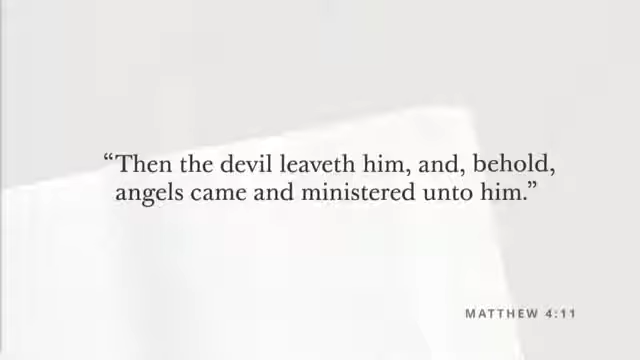 “Then the devil leaveth him, and, behold,
angels came and ministered unto him.”
MATTHEW 4:11